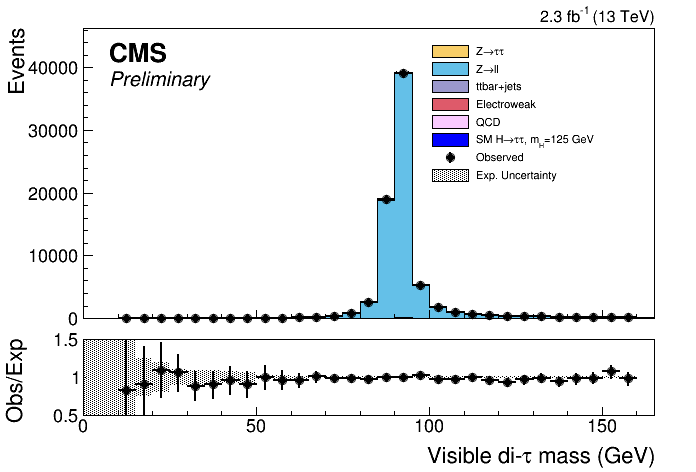 2.3 fb-1 (13 TeV)
Events
CMS
Preliminary
40000
30000
20000
10000
0
Z→ττ
Z→ll
ttbar+jets
Electroweak
QCD
SM H→ττ, mH=125 GeV
Observed
Exp. Uncertainty
Obs/Exp
1.5
1
0.5
0 50 100 150
Visible di-τ mass (GeV)